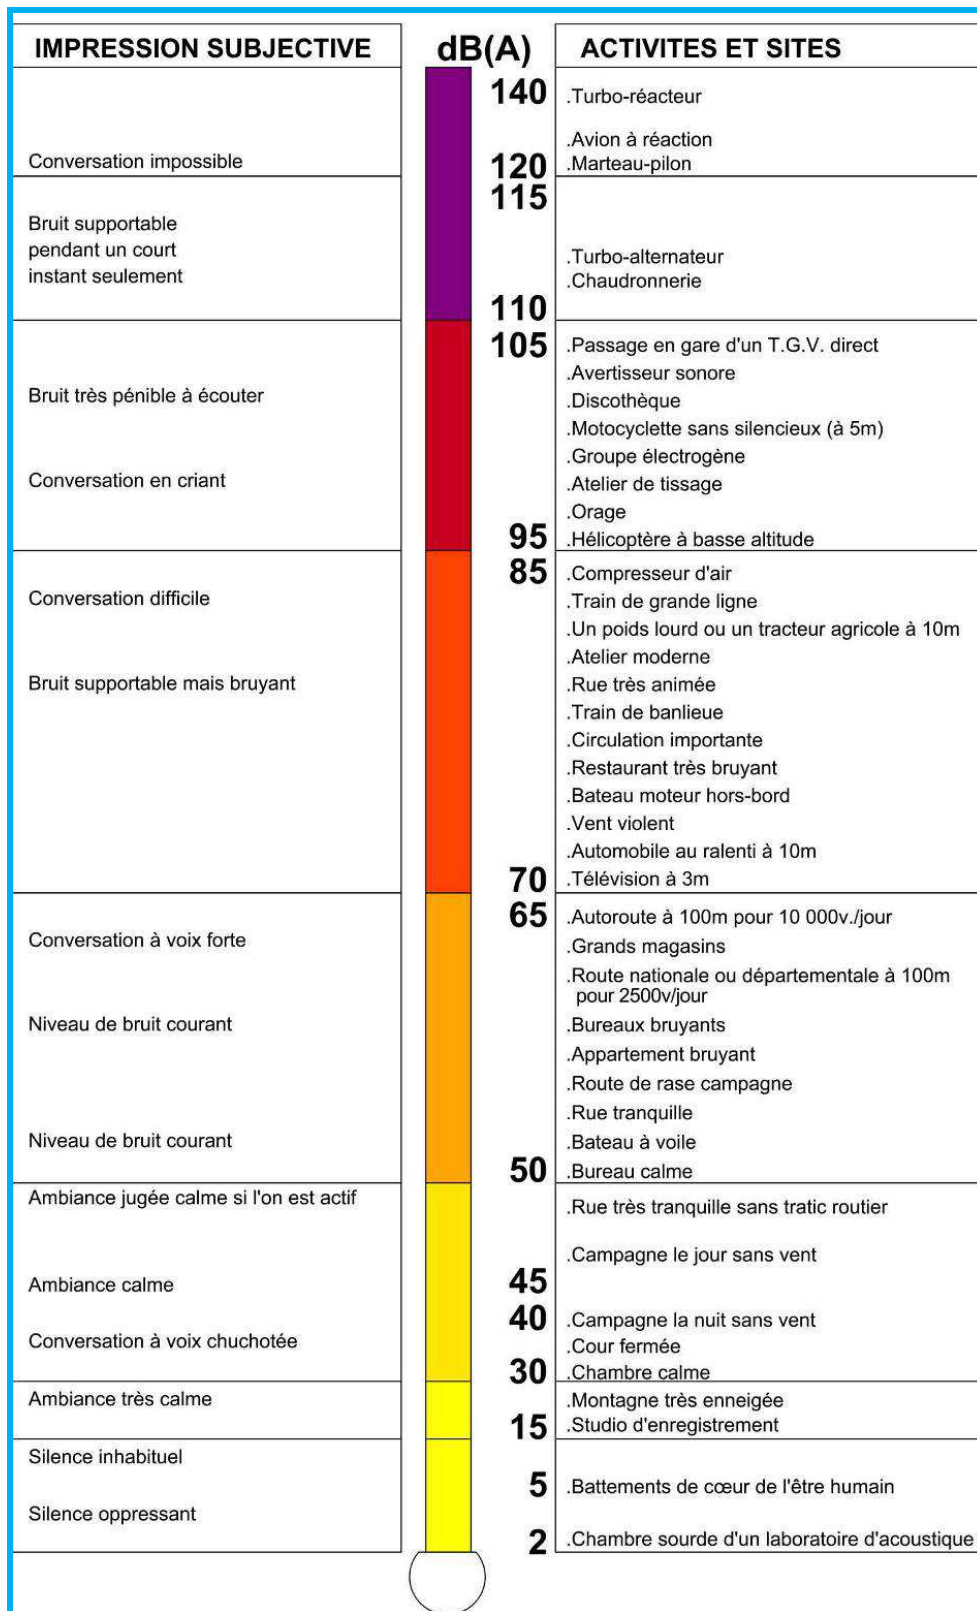 IMPRESSION SUBJECTIVE dB(A) ACTIVITES ET SITES
140 .Turbo-réacteur
.Avion à réaction
Conversation impossible 120 .Marteau-pilon
115
Bruit supportable
pendant un court .Turbo-alternateur
instant seulement .Chaudronnerie
110
105 .Passage en gare d'un T.G.V. direct
.Avertisseur sonore
Bruit très pénible à écouter .Discothèque
.Motocyclette sans silencieux (à 5m)
.Groupe électrogène
Conversation en criant .Atelier de tissage
.Orage
95 .Hélicoptère à basse altitude
85 .Compresseur d'air
Conversation difficile .Train de grande ligne
.Un poids lourd ou un tracteur agricole à 10m
.Atelier moderne
Bruit supportable mais bruyant .Rue très animée
.Train de banlieue
.Circulation importante
.Restaurant très bruyant
.Bateau moteur hors-bord
.Vent violent
.Automobile au ralenti à 10m
70 .Télévision à 3m
65 .Autoroute à 100m pour 10 000v./jour
Conversation à voix forte .Grands magasins
.Route nationale ou départementale à 100m
pour 2500v/jour
Niveau de bruit courant .Bureaux bruyants
.Appartement bruyant
.Route de rase campagne
.Rue tranquille
Niveau de bruit courant .Bateau à voile
50 .Bureau calme
Ambiance jugée calme si l'on est actif .Rue très tranquille sans tratic routier
.Campagne le jour sans vent
Ambiance calme 45
40 .Campagne la nuit sans vent
Conversation à voix chuchotée .Cour fermée
30 .Chambre calme
Ambiance très calme .Montagne très enneigée
15 .Studio d'enregistrement
Silence inhabituel
5 .Battements de cœur de l'être humain
Silence oppressant
2 .Chambre sourde d'un laboratoire d'acoustique